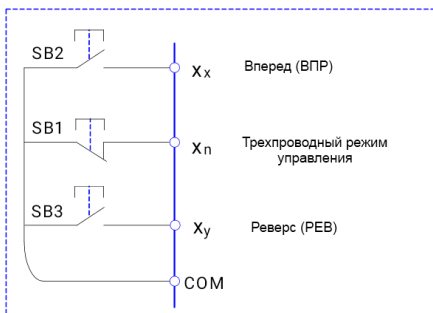 SB2
Xx
Вперед (ВПР)
SB1
Xn
Трехпроводный режим
управления
SB3
Xy
Реверс (РЕВ)
COM